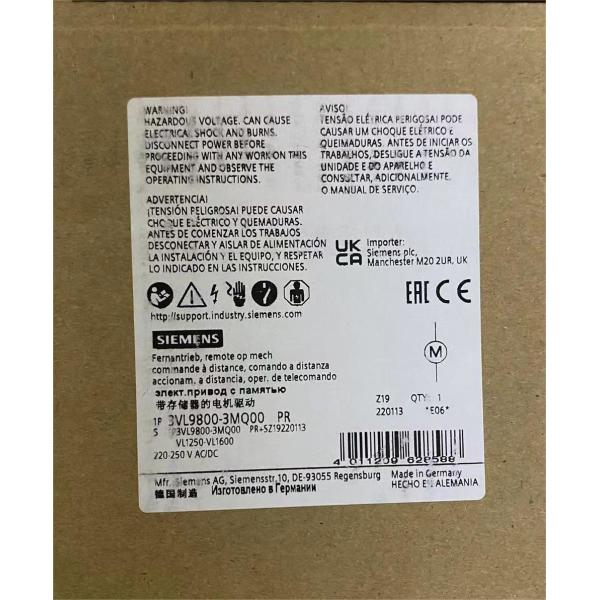 WARNING!
HAZARDOUS VOLTAGE. CAN CAUSE
ELECTRICAL SHOCK AND BURNS.
DISCONNECT POWER BEFORE
PROCEEDING WITH ANY WORK ON THIS
EQUIPMENT AND OBSERVE THE
OPERATING INSTRUCTIONS.
AVISO!
TENSÃO ELÉTRICA PERIGOSA! PODE
CAUSAR UM CHOQUE ELÉTRICO E
QUEIMADURAS. ANTES DE INICIAR OS
TRABALHOS, DESLIGUE A TENSÃO DA
UNIDADE E DO APARELHO E
CONSULTAR, ADICIONALMENTE.
O MANUAL DE SERVIÇO.
ADVERTENCIA!
¡TENSIÓN PELIGROSA! PUEDE CAUSAR
CHOQUE ELÉCTRICO Y QUEMADURAS.
ANTES DE COMENZAR LOS TRABAJOS
DESCONECTAR Y AISLAR DE ALIMENTACIÓN
LA INSTALACIÓN Y EL EQUIPO, Y RESPETAR
LO INDICADO EN LAS INSTRUCCIONES.
UK
CA
Importer:
Siemens plc,
Manchester M20 2UR, UK
EAC CE
http://support.industry.siemens.com
SIEMENS
Fernantrieb, remote op mech
commande à distance, comando a distanza
accionam. a distancia, oper. de telecomando
элект.привод с памятью
带存储器的电机驱动
M
Z19 QTY: 1
220113 *E06*
1P 3VL9800-3MQ00 PR
S P3VL9800-3MQ00 PR+SZ19220113
VL1250-VL1600
220-250 V AC/DC
4 011209 628588
Mfr. Siemens AG, Siemensstr.10, DE-93055 Regensburg
德国制造 Изготовлено в Германии
Made in Germany
HECHO EN ALEMANIA